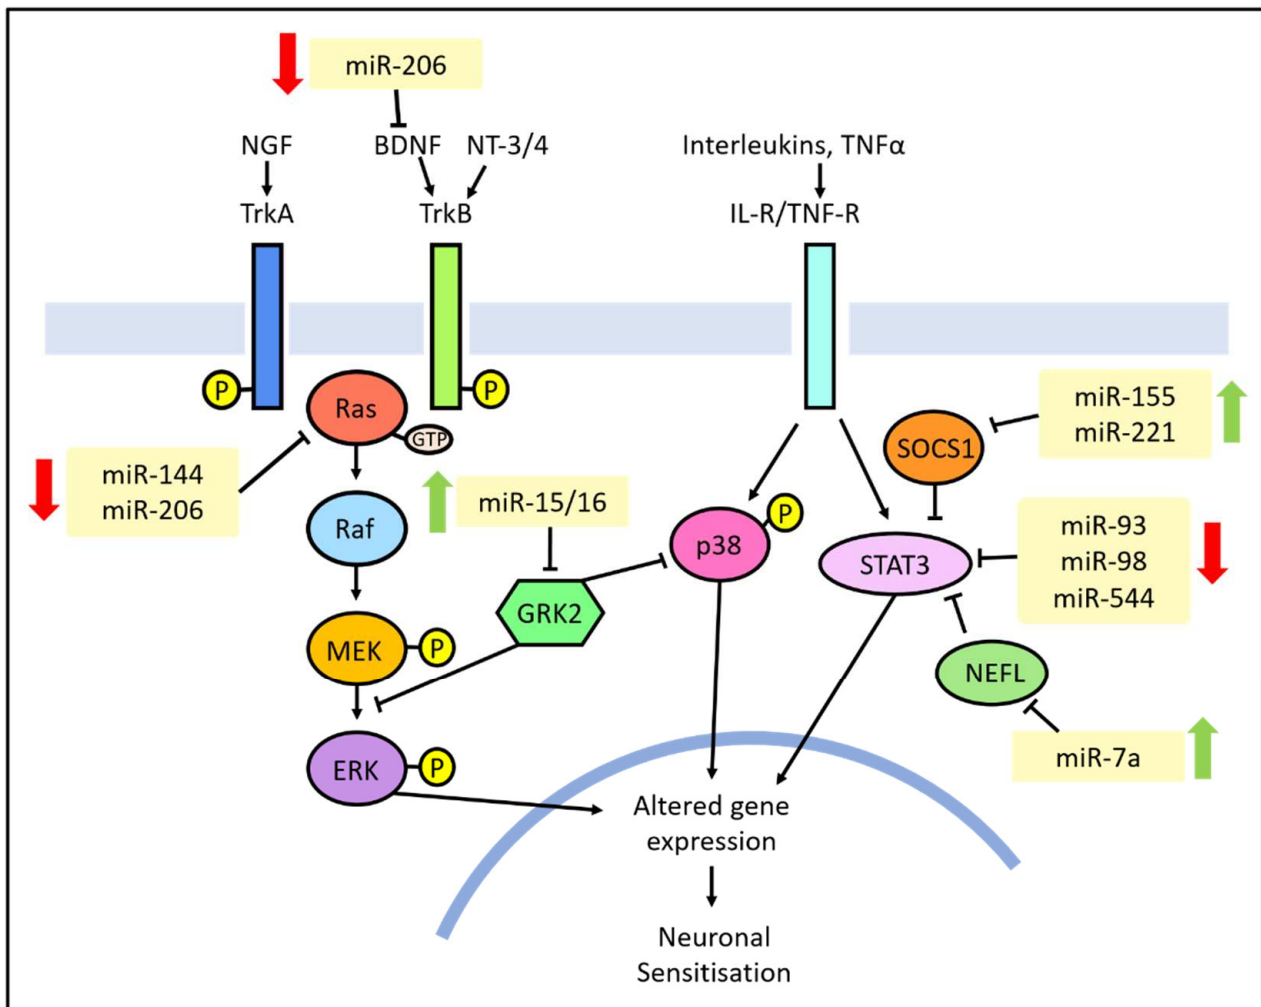 miR-206
NGF
BDNF
NT-3/4
Interleukins, TNFα
TrkA
TrkB
IL-R/TNF-R
P
P
Ras
GTP
miR-155
miR-221
SOCS1
miR-144
miR-206
miR-15/16
Raf
P
p38
STAT3
miR-93
miR-98
miR-544
GRK2
MEK
P
NEFL
miR-7a
ERK
P
Altered gene
expression
Neuronal
Sensitisation